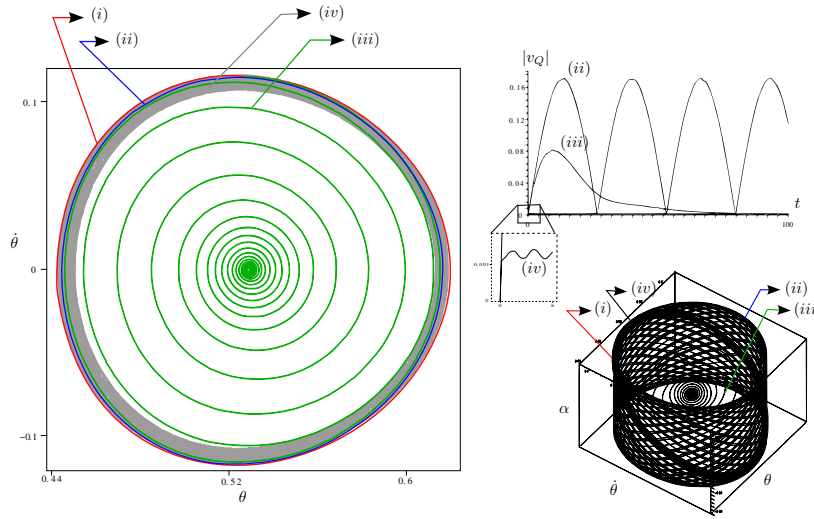 (i)
(ii)
(iv)
(iii)
0.1
θ̇
0
−0.1
0.44
0.52
0.6
θ
|v_Q|
(ii)
(iii)
0.16
0.12
0.08
0.04
0
0
100
t
0.001
0
(iv)
(iv)
(i)
(ii)
(iii)
α
θ̇
θ